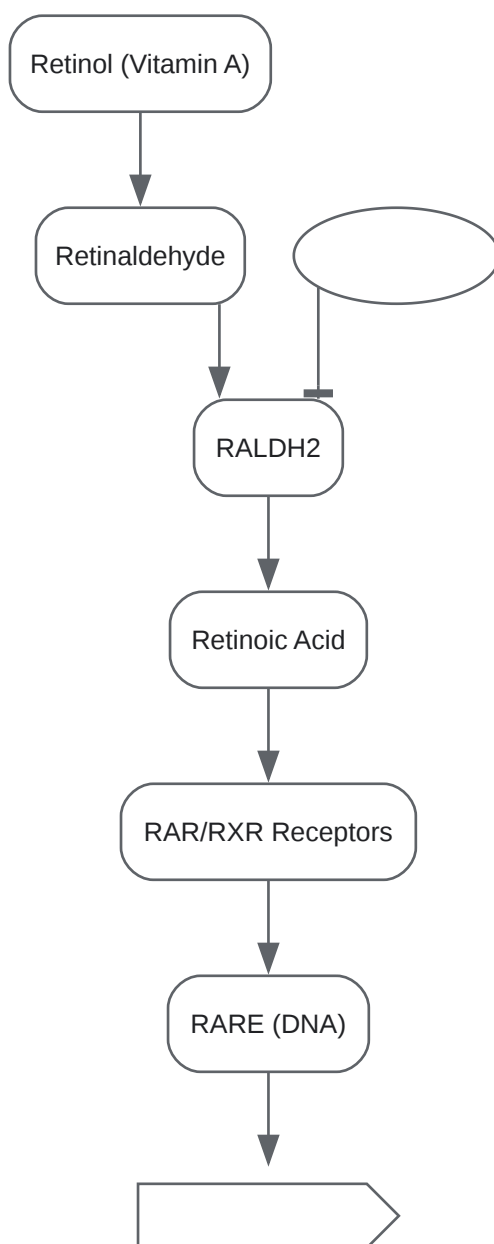 Retinol (Vitamin A)
Retinaldehyde
RALDH2
Retinoic Acid
RAR/RXR Receptors
RARE (DNA)